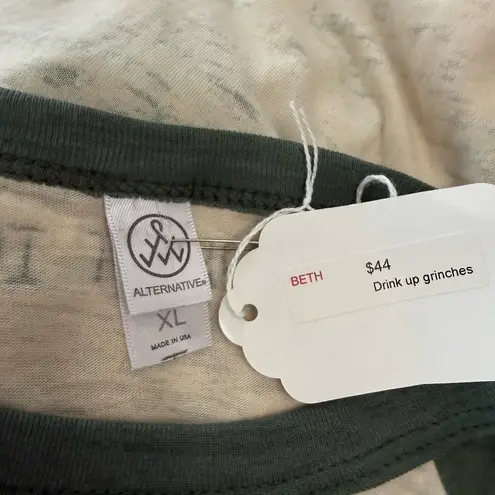 ALTERNATIVE®
XL
MADE IN USA
BETH
$44
Drink up grinches